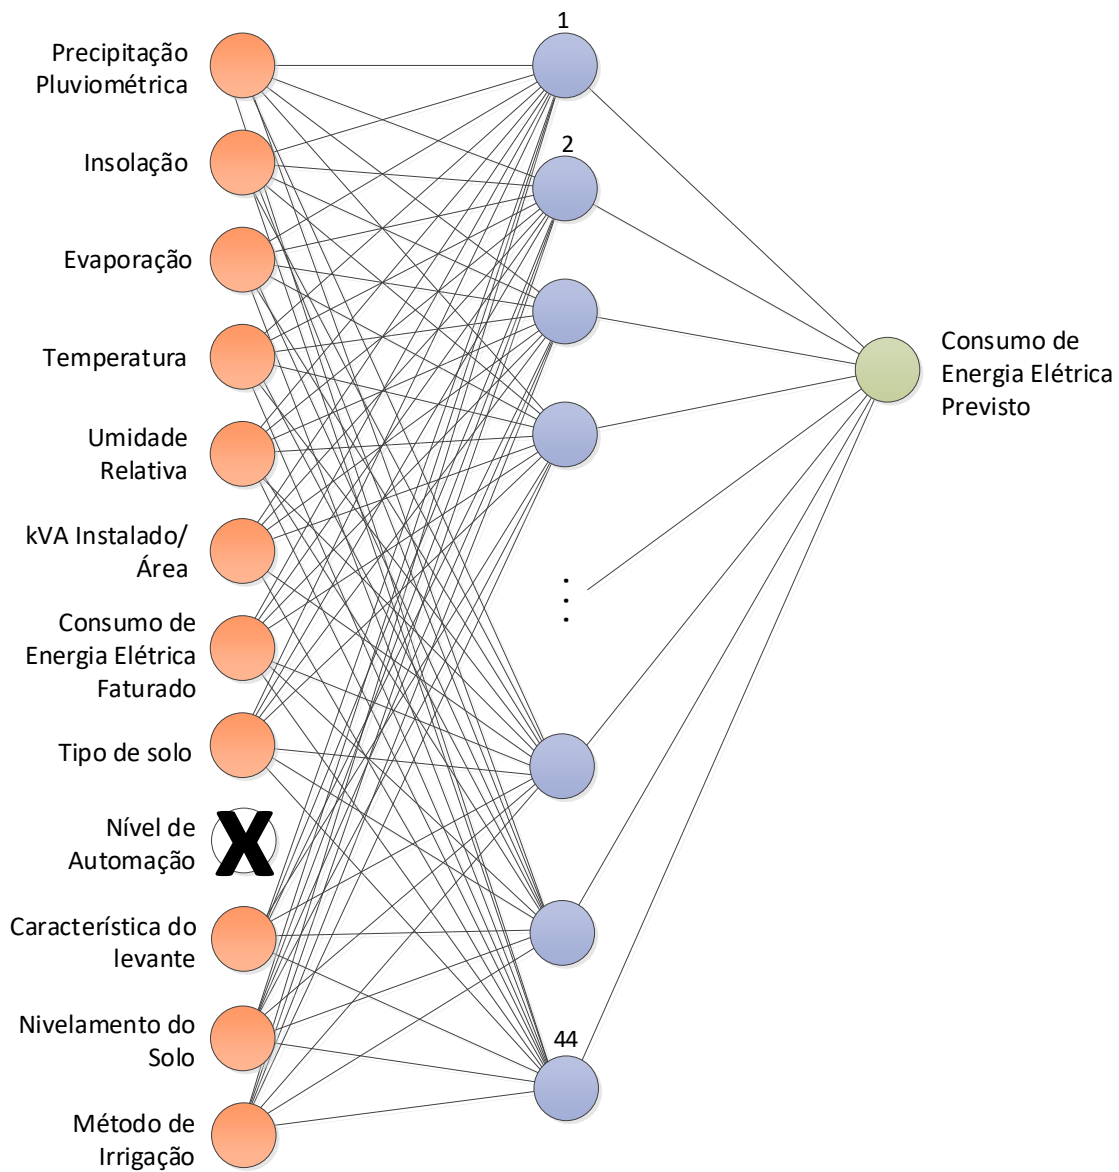 1
Precipitação
Pluviométrica
2
Insolação
Evaporação
Consumo de
Energia Elétrica
Previsto
Temperatura
Umidade
Relativa
kVA Instalado/
Área
Consumo de
Energia Elétrica
Faturado
Tipo de solo
Nível de
Automação
X
Característica do
levante
Nivelamento do
Solo
44
Método de
Irrigação